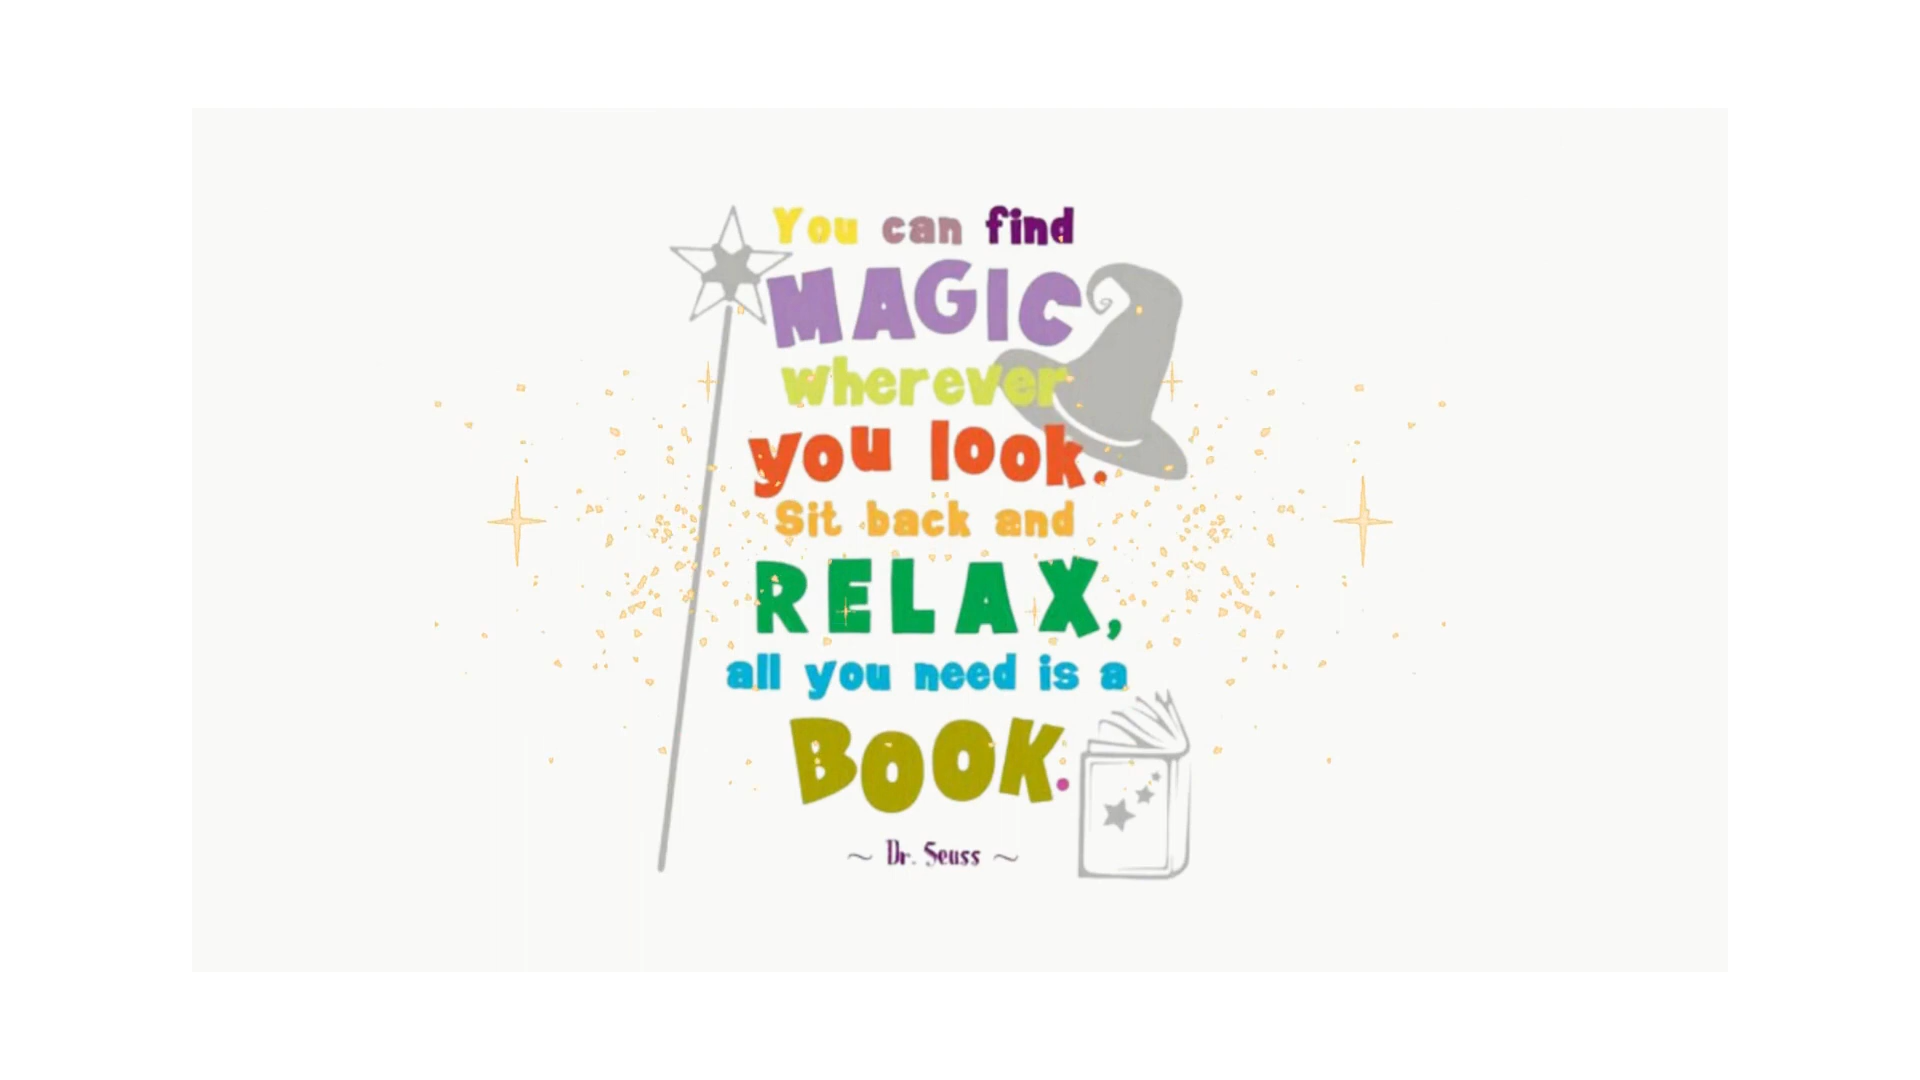 You can find
MAGIC
wherever
you look.
Sit back and
RELAX,
all you need is a
BOOK.
~ Dr. Seuss ~